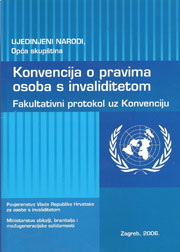 UJEDINJENI NARODI,
Opća skupština
Konvencija o pravima
osoba s invaliditetom
Fakultativni protokol uz Konvenciju
Povjerenstvo Vlade Republike Hrvatske
za osobe s invaliditetom
Ministarstvo obitelji, branitelja i
međugeneracijske solidarnosti
Zagreb, 2006.